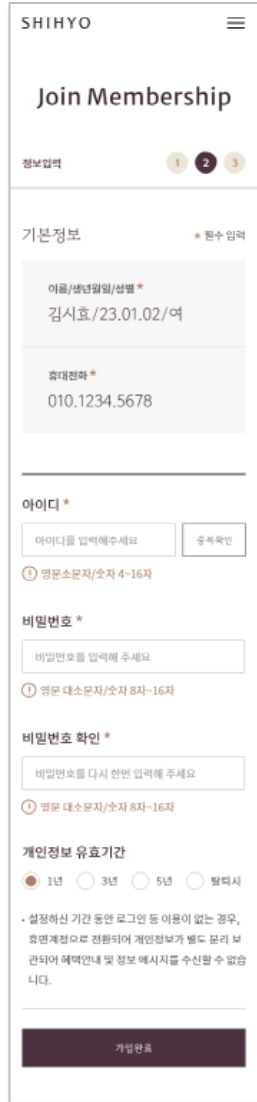 SHIHYO
Join Membership
정보입력 1 2 3
기본정보 * 필수 입력
이름/생년월일/성별 *
김시효/23.01.02/여
휴대전화 *
010.1234.5678
아이디 *
아이디를 입력해주세요 중복확인
영문소문자/숫자 4~16자
비밀번호 *
비밀번호를 입력해 주세요
영문 대소문자/숫자 8자~16자
비밀번호 확인 *
비밀번호를 다시 한번 입력해 주세요
영문 대소문자/숫자 8자~16자
개인정보 유효기간
1년 3년 5년 탈퇴시
• 설정하신 기간 동안 로그인 등 이용이 없는 경우,
휴면계정으로 전환되어 개인정보가 별도 분리 보
관되어 혜택안내 및 정보 메시지를 수신할 수 없습
니다.
가입완료